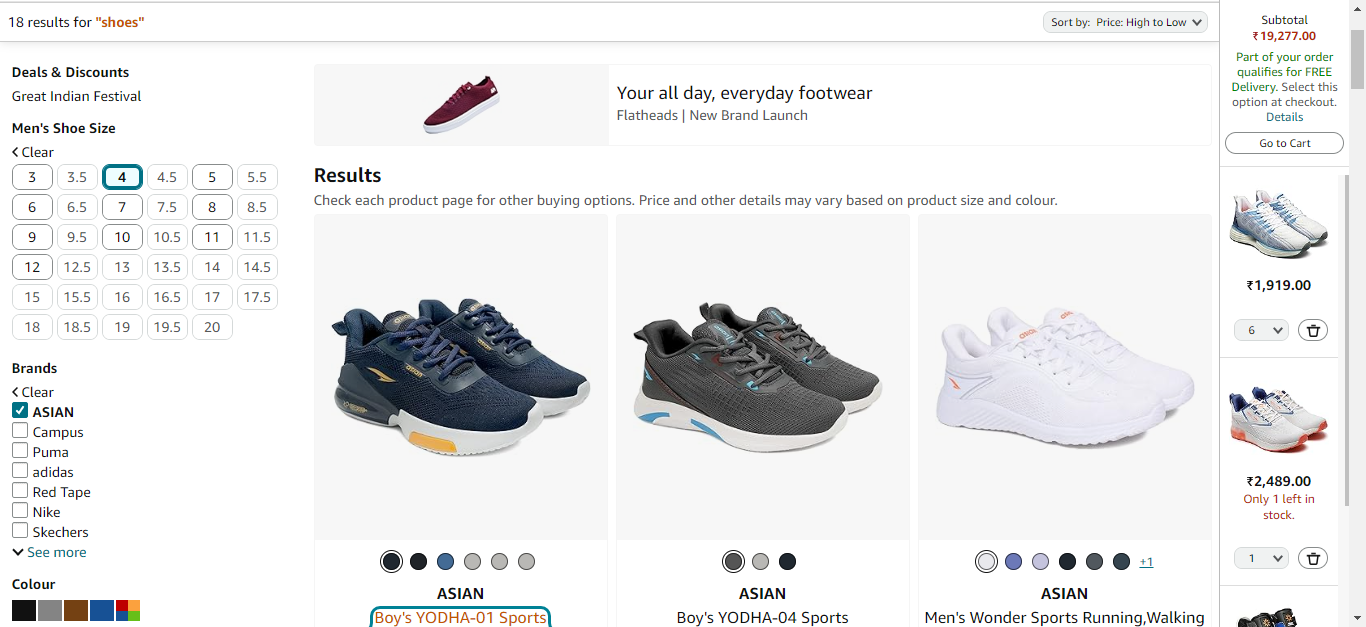 18 results for "shoes"
Sort by: Price: High to Low
Deals & Discounts
Great Indian Festival
Men's Shoe Size
Clear
3 3.5 4 4.5 5 5.5
6 6.5 7 7.5 8 8.5
9 9.5 10 10.5 11 11.5
12 12.5 13 13.5 14 14.5
15 15.5 16 16.5 17 17.5
18 18.5 19 19.5 20
Brands
Clear
ASIAN
Campus
Puma
adidas
Red Tape
Nike
Skechers
See more
Colour
Your all day, everyday footwear
Flatheads | New Brand Launch
Results
Check each product page for other buying options. Price and other details may vary based on product size and colour.
ASIAN
Boy's YODHA-01 Sports
ASIAN
Boy's YODHA-04 Sports
+1
ASIAN
Men's Wonder Sports Running,Walking
Subtotal
₹19,277.00
Part of your order
qualifies for FREE
Delivery. Select this
option at checkout.
Details
Go to Cart
₹1,919.00
6
₹2,489.00
Only 1 left in
stock.
1